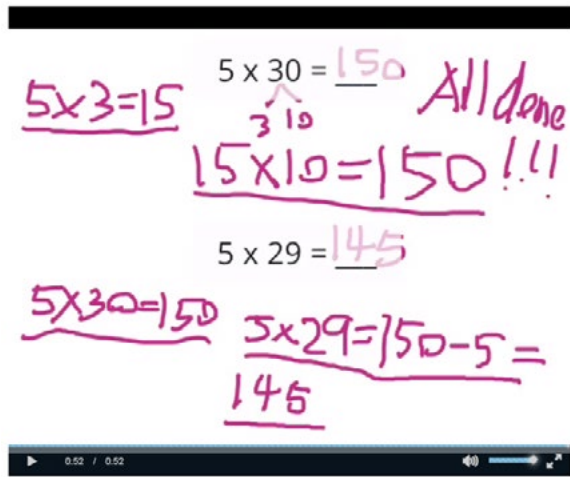 5 x 30 = 150
3 10
5x3=15
15x10=150
All done
!!!
5 x 29 = 145
5x30=150
5x29=150-5=
145
0:52 / 0:52